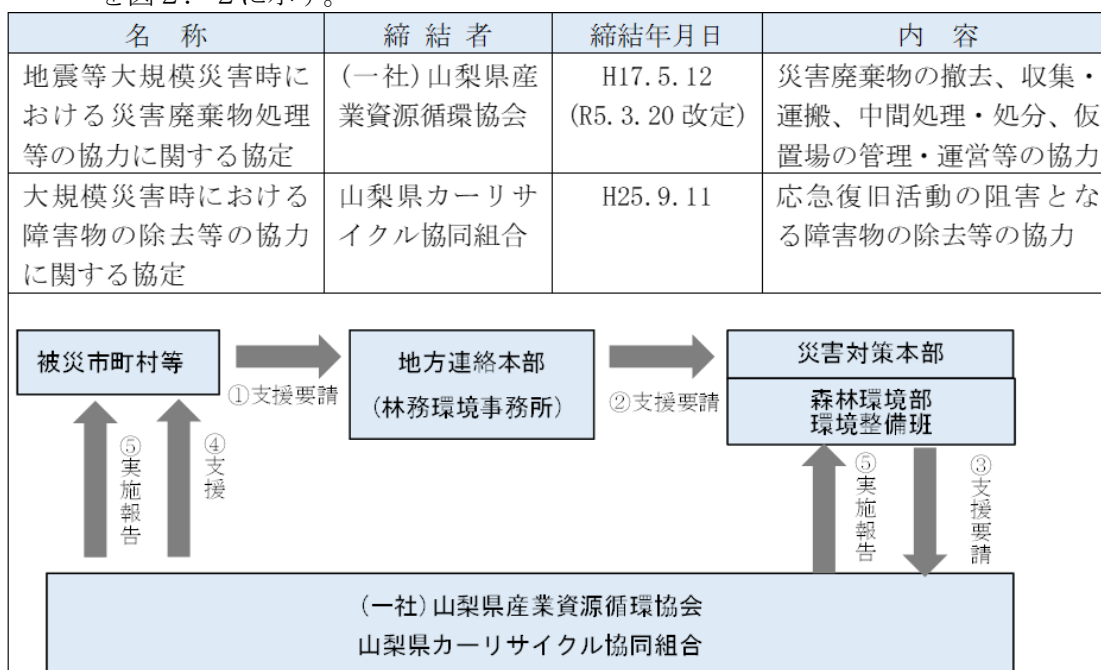 を図2.-2に示す。
名 称 締 結 者 締結年月日 内 容
地震等大規模災害時に
おける災害廃棄物処理
等の協力に関する協定
(一社)山梨県産
業資源循環協会
H17.5.12
(R5.3.20 改定)
災害廃棄物の撤去、収集・
運搬、中間処理・処分、仮
置場の管理・運営等の協力
大規模災害時における
障害物の除去等の協力
に関する協定
山梨県カーリサ
イクル協同組合
H25.9.11
応急復旧活動の阻害とな
る障害物の除去等の協力
被災市町村等
①支援要請
地方連絡本部
(林務環境事務所)
②支援要請
災害対策本部
森林環境部
環境整備班
⑤実施報告
④支援
⑤実施報告
③支援要請
(一社)山梨県産業資源循環協会
山梨県カーリサイクル協同組合